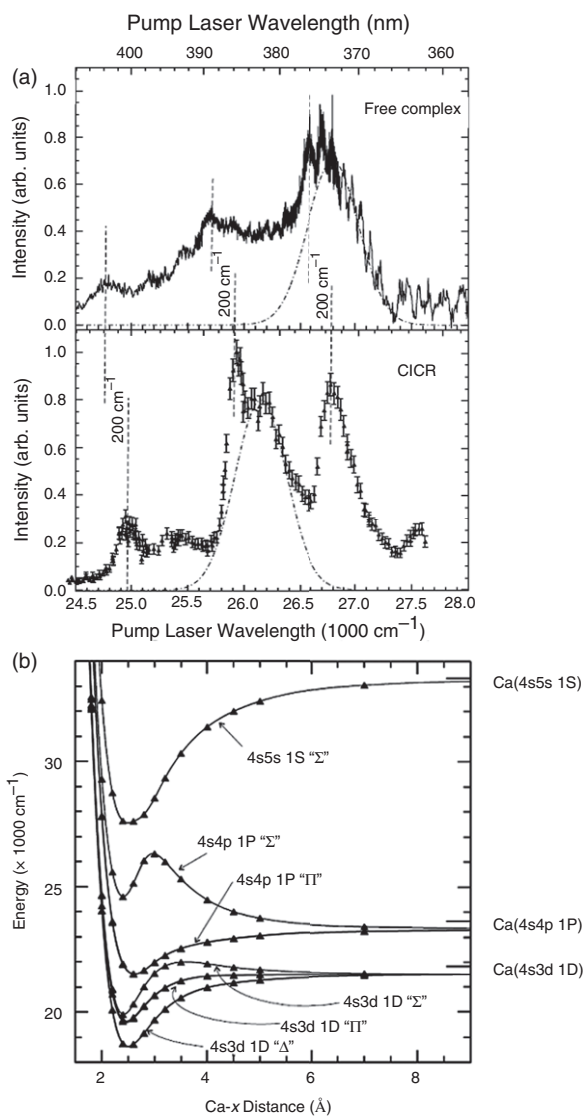 Pump Laser Wavelength (nm)
400 380 370 360
(a)
Free complex
Intensity (arb. units)
1.0
0.8
0.6
0.4
0.2
0.0
200 cm−1
200 cm−1
200 cm−1
CICR
Intensity (arb. units)
1.0
0.8
0.6
0.4
0.2
0.0
24.5 25.0 25.5 26.0 26.5 27.0 27.5 28.0
Pump Laser Wavelength (1000 cm−1)
(b)
Energy (× 1000 cm−1)
33
25
23
20
4s5s 1S “Σ”
4s4p 1P “Σ”
4s4p 1P “Π”
4s3d 1D “Σ”
4s3d 1D “Π”
4s3d 1D “Δ”
Ca(4s5s 1S)
Ca(4s4p 1P)
Ca(4s3d 1D)
2 4 6 8
Ca-x Distance (Å)